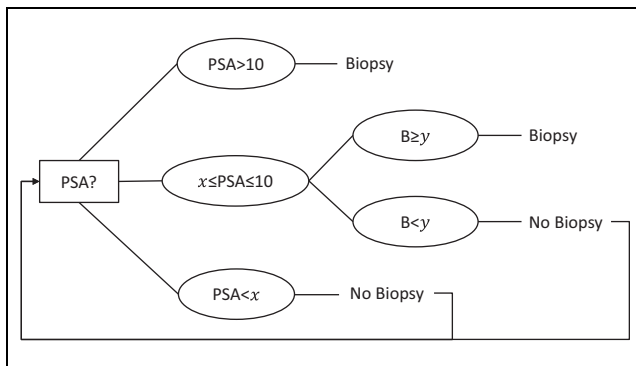 PSA>10
Biopsy
B≥y
Biopsy
PSA?
x≤PSA≤10
B<y
No Biopsy
PSA<x
No Biopsy